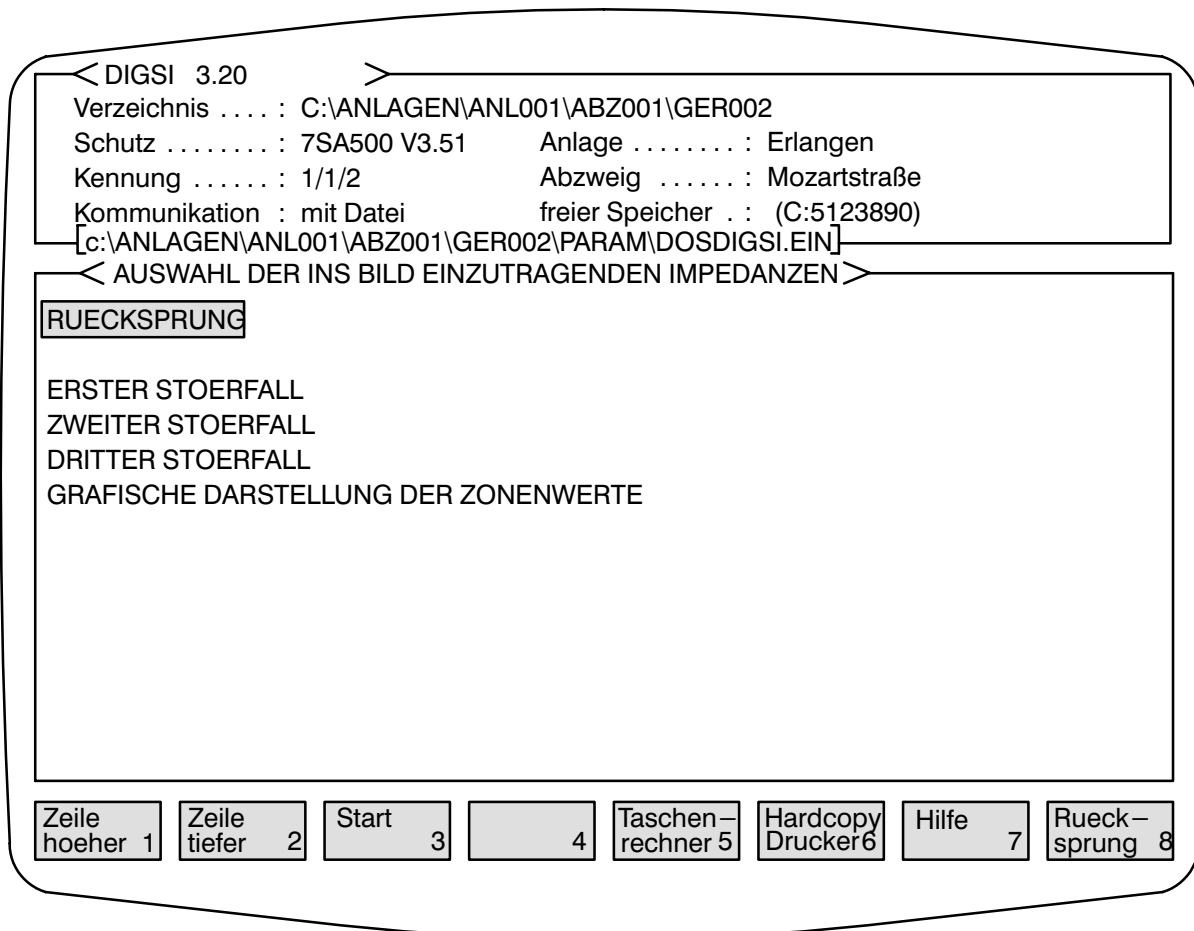 DIGSI 3.20
Verzeichnis . . . . : C:\ANLAGEN\ANL001\ABZ001\GER002
Schutz . . . . . . . . : 7SA500 V3.51 Anlage . . . . . . . . : Erlangen
Kennung . . . . . . : 1/1/2 Abzweig . . . . . . : Mozartstraße
Kommunikation : mit Datei freier Speicher . : (C:5123890)
[c:\ANLAGEN\ANL001\ABZ001\GER002\PARAM\DOSDIGSI.EIN]
AUSWAHL DER INS BILD EINZUTRAGENDEN IMPEDANZEN
RUECKSPRUNG
ERSTER STOERFALL
ZWEITER STOERFALL
DRITTER STOERFALL
GRAFISCHE DARSTELLUNG DER ZONENWERTE
Zeile
hoeher 1
Zeile
tiefer 2
Start
3
4
Taschen–
rechner 5
Hardcopy
Drucker6
Hilfe
7
Rueck–
sprung 8